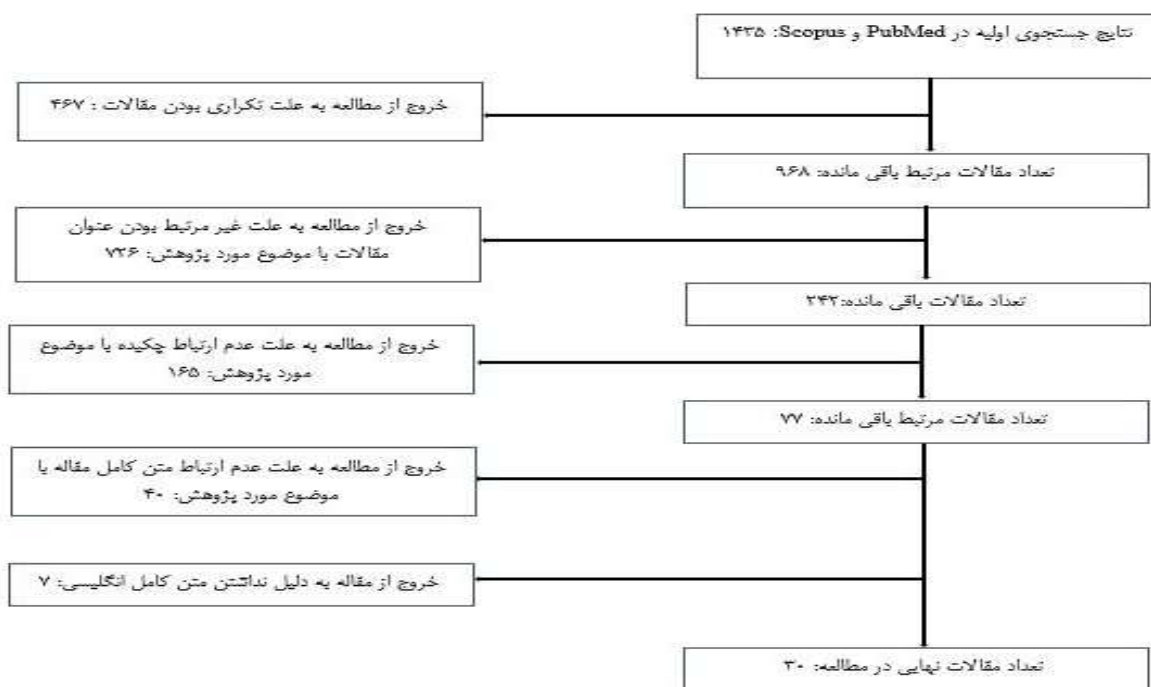 نتایج جستجوی اولیه در PubMed و Scopus: ۱۴۳۵
خروج از مطالعه به علت تکراری بودن مقالات : ۴۶۷
تعداد مقالات مرتبط باقی مانده: ۹۶۸
خروج از مطالعه به علت غیر مرتبط بودن عنوان
مقالات با موضوع مورد پژوهش: ۷۲۶
تعداد مقالات باقی مانده:۲۴۲
خروج از مطالعه به علت عدم ارتباط چکیده با موضوع
مورد پژوهش: ۱۶۵
تعداد مقالات مرتبط باقی مانده: ۷۷
خروج از مطالعه به علت عدم ارتباط متن کامل مقاله با
موضوع مورد پژوهش: ۴۰
خروج از مقاله به دلیل نداشتن متن کامل انگلیسی: ۷
تعداد مقالات نهایی در مطالعه: ۳۰